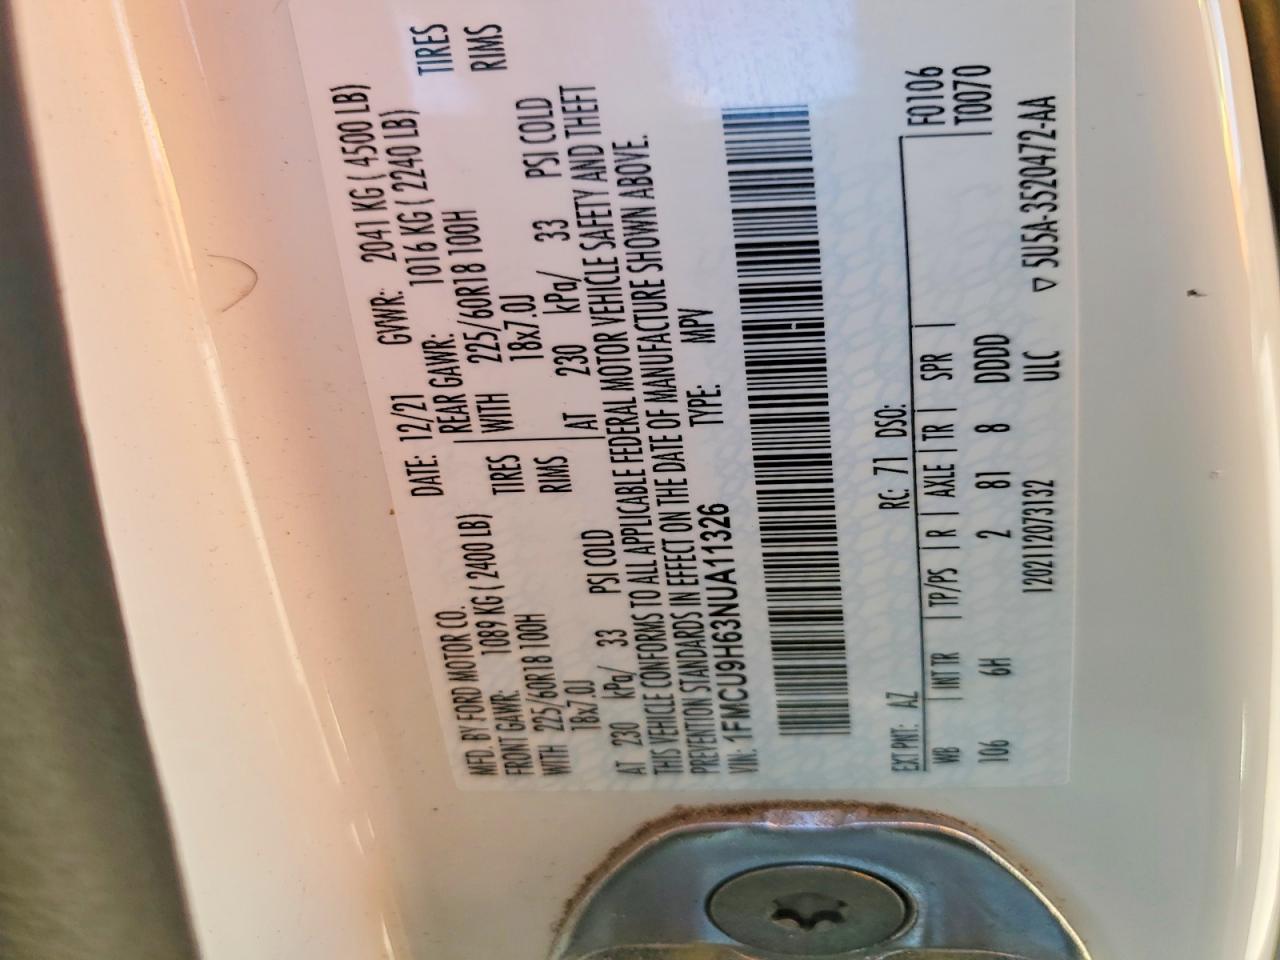 MFD. BY FORD MOTOR CO.
DATE: 12/21 GVWR: 2041 KG ( 4500 LB)
FRONT GAWR: 1089 KG ( 2400 LB) REAR GAWR: 1016 KG ( 2240 LB)
WITH 225/60R18 100H TIRES WITH 225/60R18 100H TIRES
18x7.0J RIMS 18x7.0J RIMS
AT 230 kPa/ 33 PSI COLD AT 230 kPa/ 33 PSI COLD
THIS VEHICLE CONFORMS TO ALL APPLICABLE FEDERAL MOTOR VEHICLE SAFETY AND THEFT
PREVENTION STANDARDS IN EFFECT ON THE DATE OF MANUFACTURE SHOWN ABOVE.
VIN: 1FMCU9H63NUA11326 TYPE: MPV
EXT PNT: AZ RC: 71 DSO: F0106
WB | INT TR | TP/PS | R | AXLE | TR | SPR | T0070
106 6H 2 81 8 DDDD
1202112073132 ULC ▽ 5U5A-3520472-AA